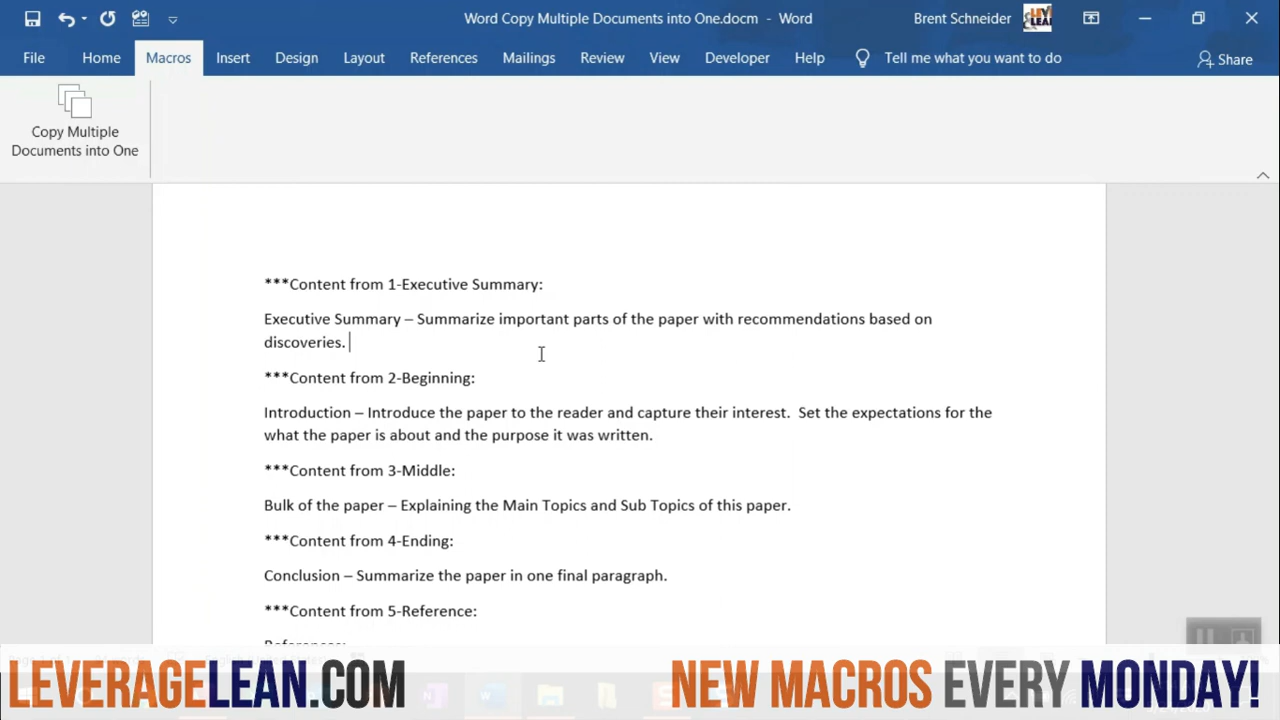 Word Copy Multiple Documents into One.docm - Word
Brent Schneider
File Home Macros Insert Design Layout References Mailings Review View Developer Help Tell me what you want to do Share
Copy Multiple
Documents into One
***Content from 1-Executive Summary:
Executive Summary – Summarize important parts of the paper with recommendations based on
discoveries.
***Content from 2-Beginning:
Introduction – Introduce the paper to the reader and capture their interest.  Set the expectations for the
what the paper is about and the purpose it was written.
***Content from 3-Middle:
Bulk of the paper – Explaining the Main Topics and Sub Topics of this paper.
***Content from 4-Ending:
Conclusion – Summarize the paper in one final paragraph.
***Content from 5-Reference:
References:
LEVERAGELEAN.COM
NEW MACROS EVERY MONDAY!